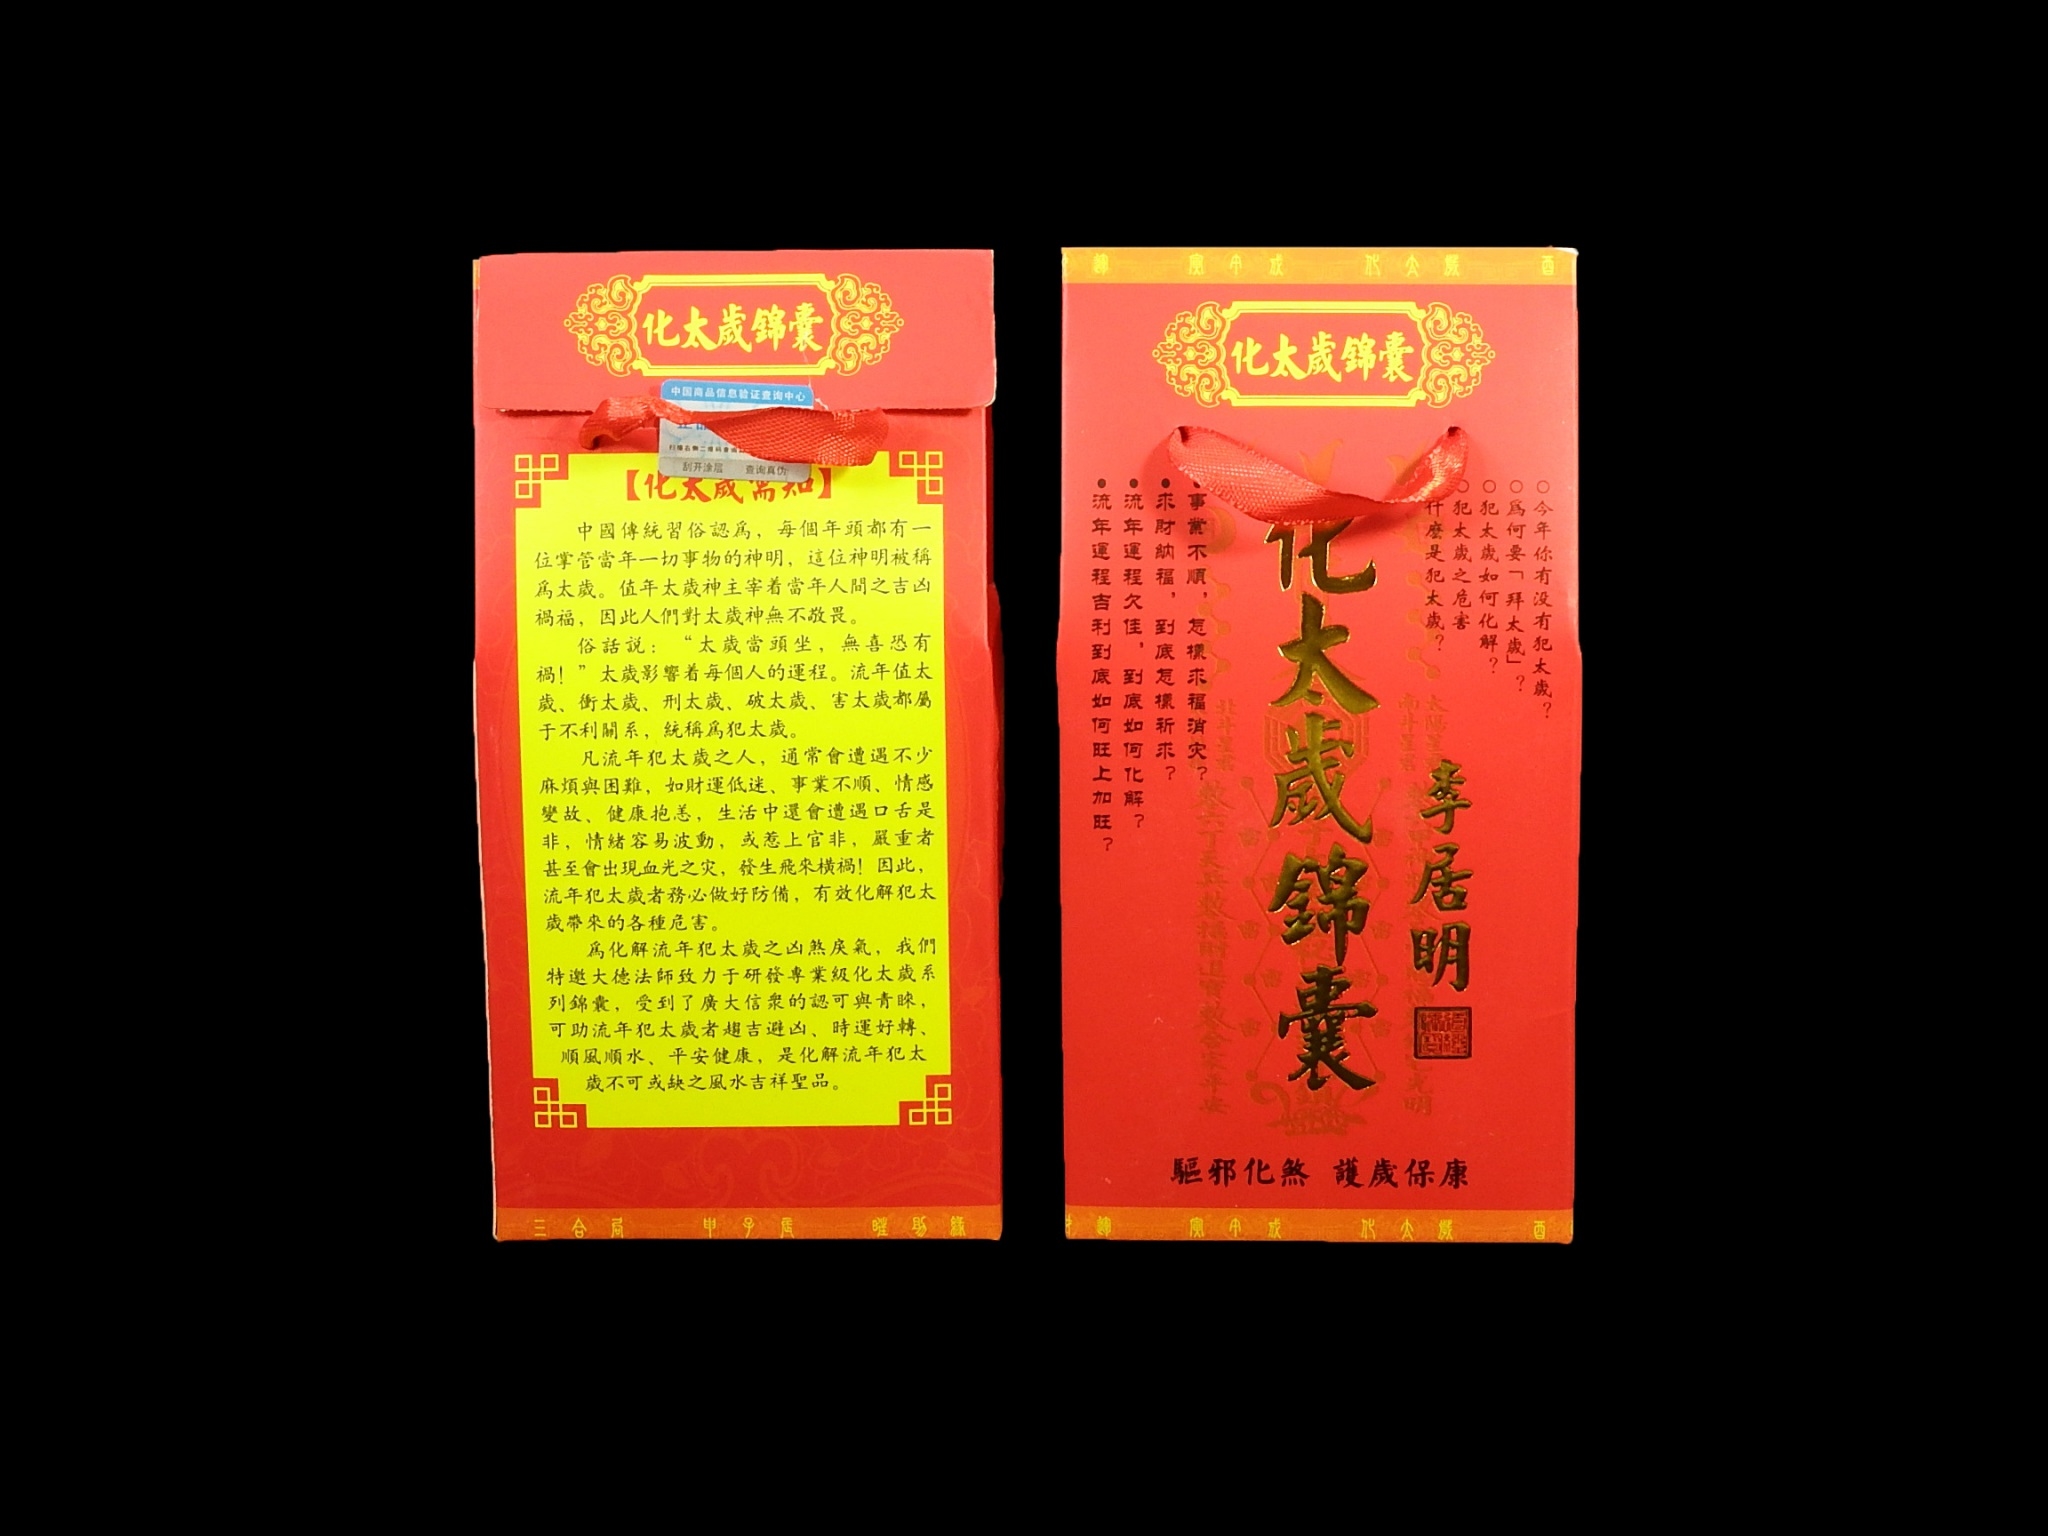 化太歲錦囊
中国商品信息验证查询中心
刮开涂层 查询真伪
【化太歲需知】
中國傳統習俗認爲，每個年頭都有一
位掌管當年一切事物的神明，這位神明被稱
爲太歲。值年太歲神主宰着當年人間之吉凶
禍福，因此人們對太歲神無不敬畏。
俗話説：“太歲當頭坐，無喜恐有
禍！”太歲影響着每個人的運程。流年值太
歲、衝太歲、刑太歲、破太歲、害太歲都屬
于不利關系，統稱爲犯太歲。
凡流年犯太歲之人，通常會遭遇不少
麻煩與困難，如財運低迷、事業不順、情感
變故、健康抱恙，生活中還會遭遇口舌是
非，情緒容易波動，或惹上官非，嚴重者
甚至會出現血光之灾，發生飛來橫禍！因此，
流年犯太歲者務必做好防備，有效化解犯太
歲帶來的各種危害。
爲化解流年犯太歲之凶煞戾氣，我們
特邀大德法師致力于研發專業級化太歲系
列錦囊，受到了廣大信衆的認可與青睞，
可助流年犯太歲者趨吉避凶、時運好轉、
順風順水、平安健康，是化解流年犯太
歲不可或缺之風水吉祥聖品。
三合局
化太歲錦囊
○今年你有没有犯太歲？
○爲何要「拜太歲」？
○犯太歲如何化解？
○犯太歲之危害
什麼是犯太歲？
李居明
化太歲錦囊
●事業不順，怎樣求福消灾？
●求財納福，到底怎樣祈求？
●流年運程欠佳，到底如何化解？
●流年運程吉利到底如何旺上加旺？
驅邪化煞 護歲保康